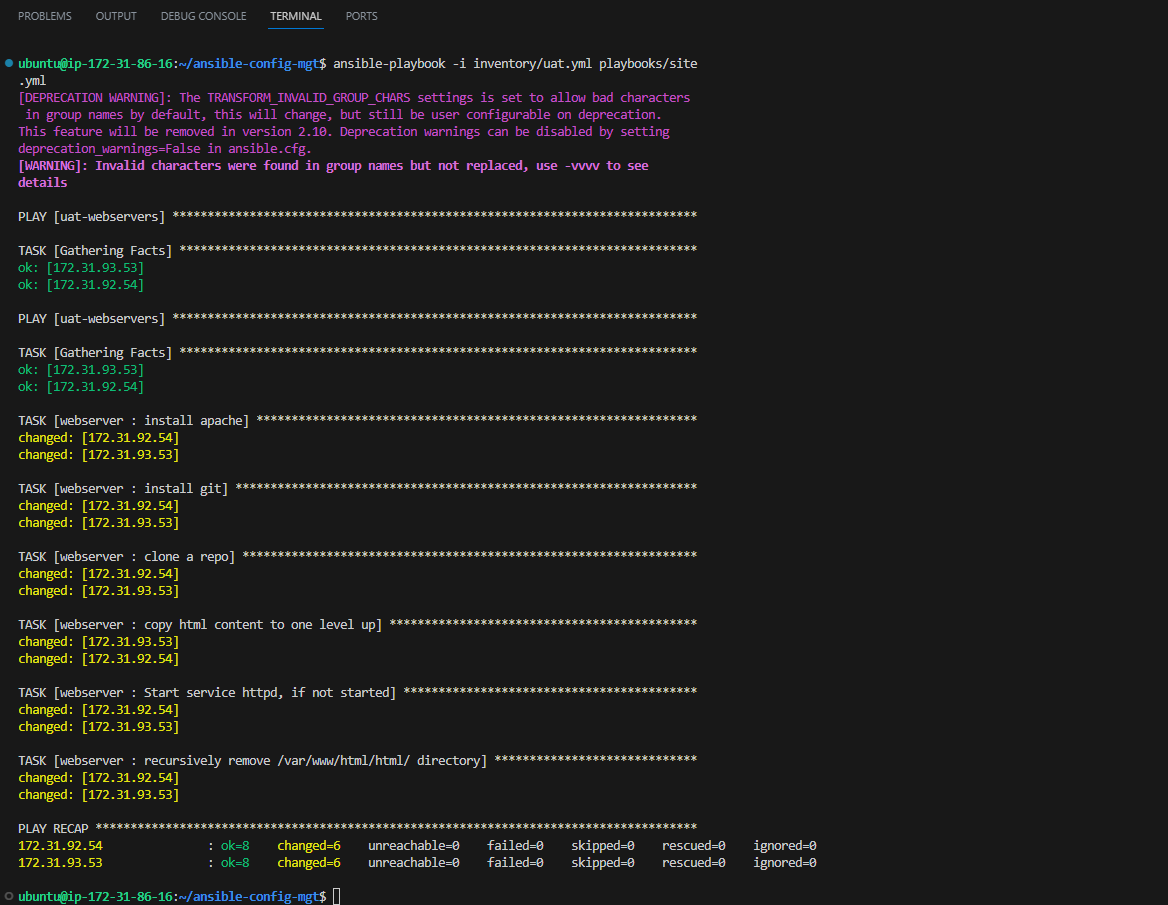 PROBLEMS OUTPUT DEBUG CONSOLE TERMINAL PORTS
ubuntu@ip-172-31-86-16:~/ansible-config-mgt$ ansible-playbook -i inventory/uat.yml playbooks/site
.yml
[DEPRECATION WARNING]: The TRANSFORM_INVALID_GROUP_CHARS settings is set to allow bad characters
 in group names by default, this will change, but still be user configurable on deprecation.
This feature will be removed in version 2.10. Deprecation warnings can be disabled by setting
deprecation_warnings=False in ansible.cfg.
[WARNING]: Invalid characters were found in group names but not replaced, use -vvvv to see
details
PLAY [uat-webservers] ***************************************************************************
TASK [Gathering Facts] **************************************************************************
ok: [172.31.93.53]
ok: [172.31.92.54]
PLAY [uat-webservers] ***************************************************************************
TASK [Gathering Facts] **************************************************************************
ok: [172.31.93.53]
ok: [172.31.92.54]
TASK [webserver : install apache] ***************************************************************
changed: [172.31.92.54]
changed: [172.31.93.53]
TASK [webserver : install git] ******************************************************************
changed: [172.31.92.54]
changed: [172.31.93.53]
TASK [webserver : clone a repo] *****************************************************************
changed: [172.31.92.54]
changed: [172.31.93.53]
TASK [webserver : copy html content to one level up] ********************************************
changed: [172.31.93.53]
changed: [172.31.92.54]
TASK [webserver : Start service httpd, if not started] ******************************************
changed: [172.31.92.54]
changed: [172.31.93.53]
TASK [webserver : recursively remove /var/www/html/html/ directory] *****************************
changed: [172.31.92.54]
changed: [172.31.93.53]
PLAY RECAP **************************************************************************************
172.31.92.54               : ok=8    changed=6    unreachable=0    failed=0    skipped=0    rescued=0    ignored=0
172.31.93.53               : ok=8    changed=6    unreachable=0    failed=0    skipped=0    rescued=0    ignored=0
ubuntu@ip-172-31-86-16:~/ansible-config-mgt$